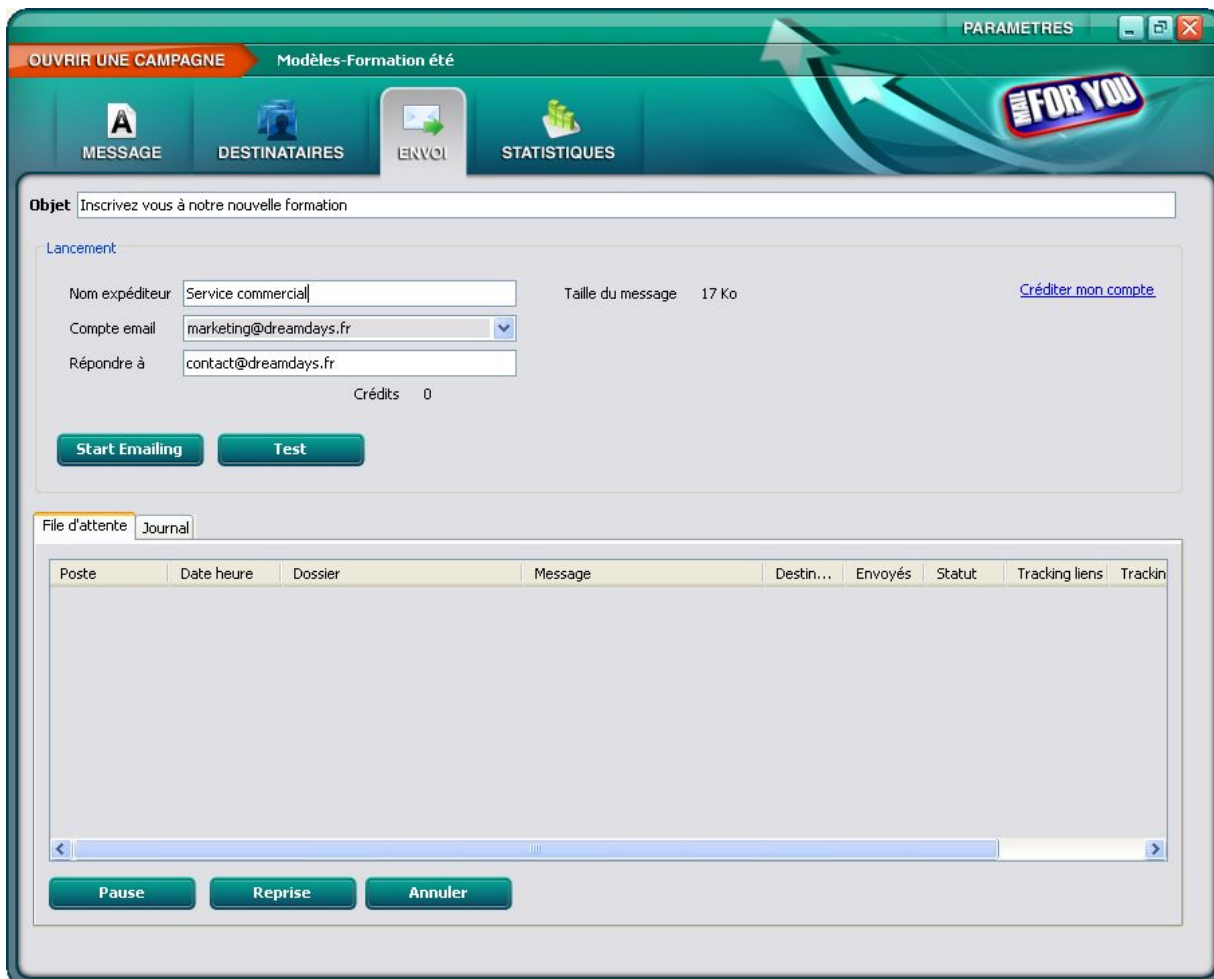 PARAMETRES
OUVRIR UNE CAMPAGNE Modèles-Formation été
MAIL FOR YOU
MESSAGE DESTINATAIRES ENVOI STATISTIQUES
Objet Inscrivez vous à notre nouvelle formation
Lancement
Nom expéditeur Service commercial Taille du message 17 Ko Créditer mon compte
Compte email marketing@dreamdays.fr
Répondre à contact@dreamdays.fr
Crédits 0
Start Emailing Test
File d'attente Journal
Poste Date heure Dossier Message Destin... Envoyés Statut Tracking liens Trackin
Pause Reprise Annuler